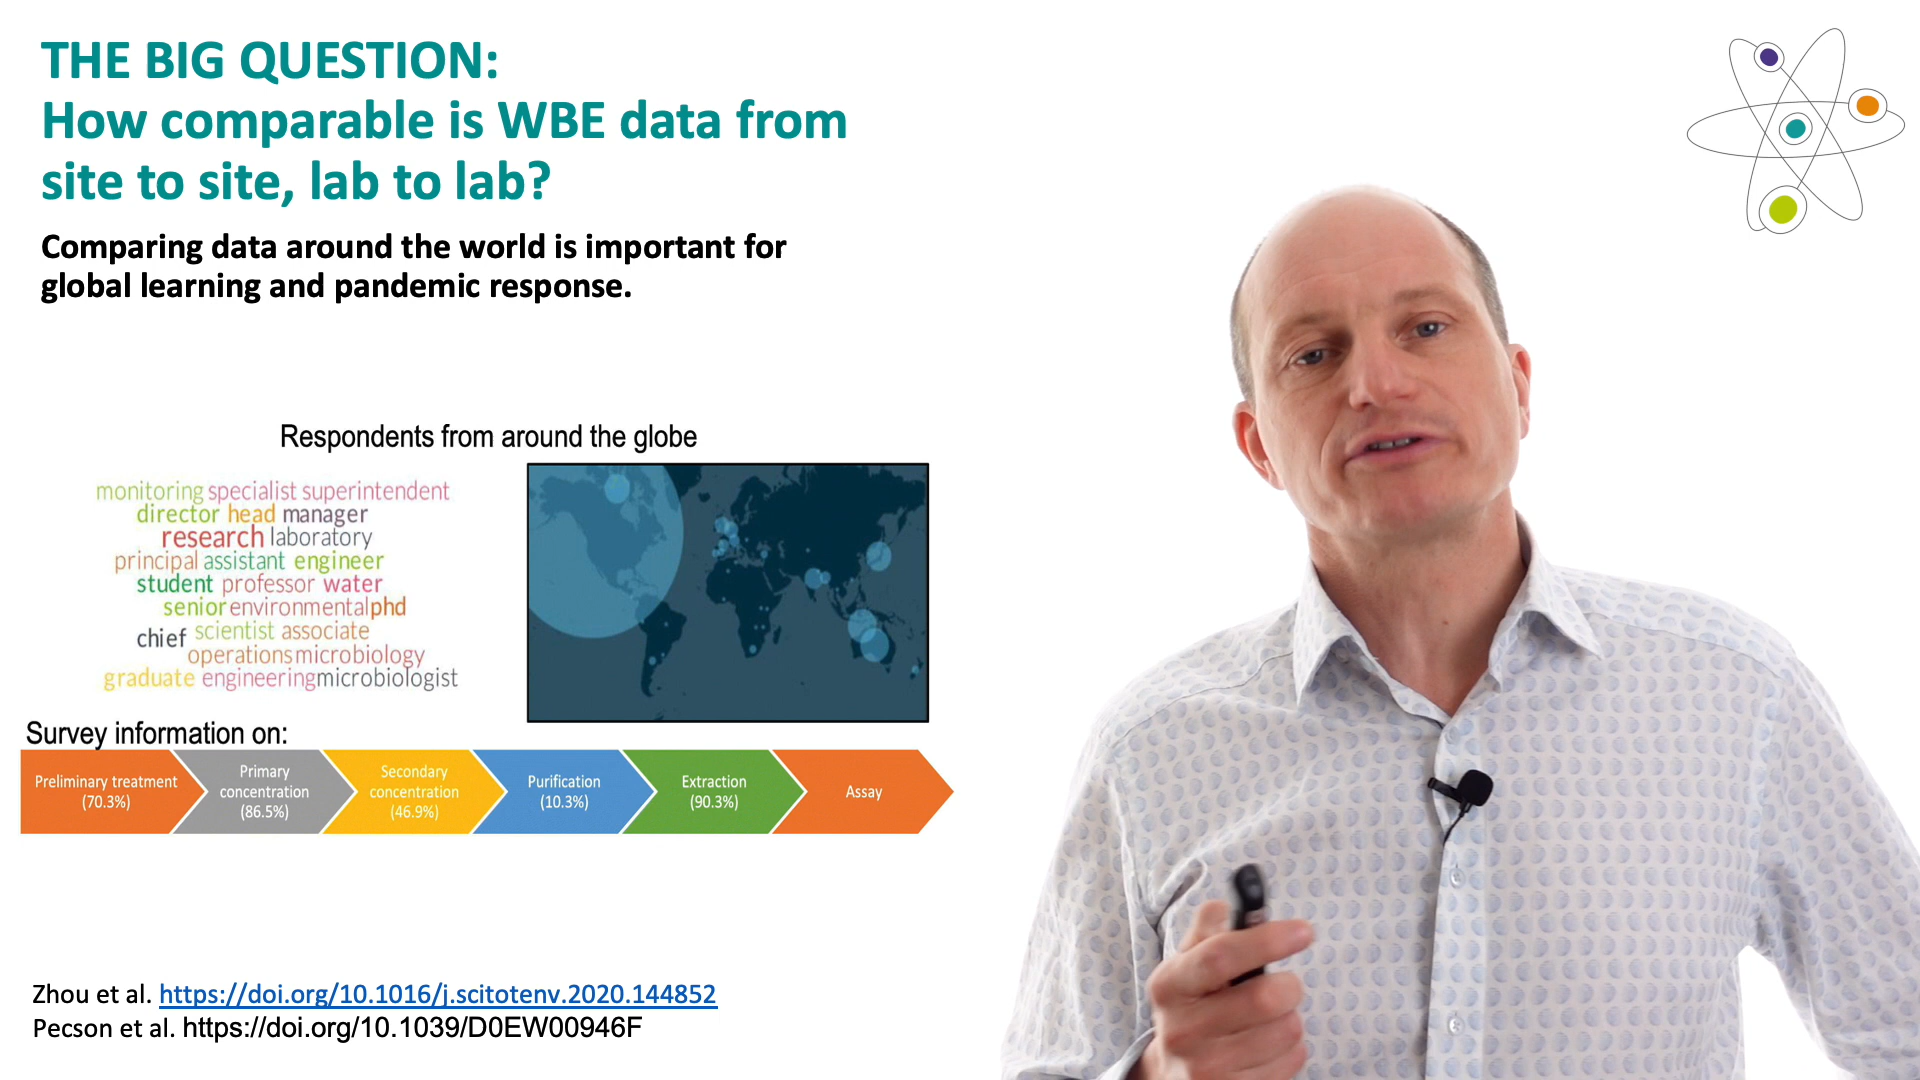 THE BIG QUESTION:
How comparable is WBE data from
site to site, lab to lab?
Comparing data around the world is important for
global learning and pandemic response.
Respondents from around the globe
monitoring specialist superintendent
director head manager
research laboratory
principal assistant engineer
student professor water
senior environmental phd
chief scientist associate
operations microbiology
graduate engineering microbiologist
Survey information on:
Preliminary treatment
(70.3%)
Primary
concentration
(86.5%)
Secondary
concentration
(46.9%)
Purification
(10.3%)
Extraction
(90.3%)
Assay
Zhou et al. https://doi.org/10.1016/j.scitotenv.2020.144852
Pecson et al. https://doi.org/10.1039/D0EW00946F